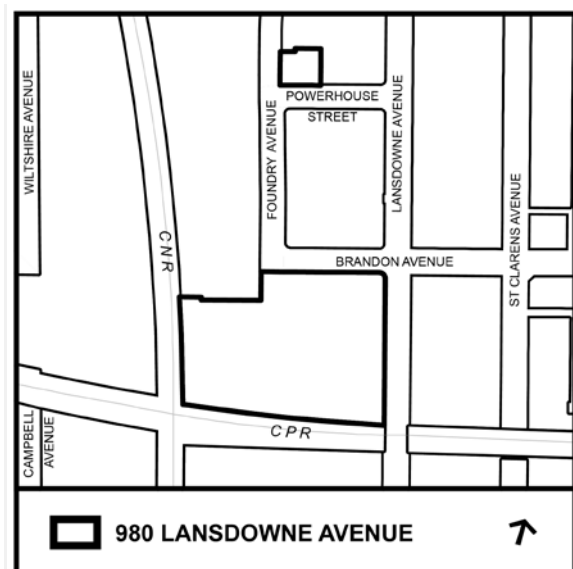 WILTSHIRE AVENUE
POWERHOUSE
STREET
FOUNDRY AVENUE
LANSDOWNE AVENUE
ST CLARENS AVENUE
CNR
BRANDON AVENUE
CAMPBELL
AVENUE
CPR
980 LANSDOWNE AVENUE